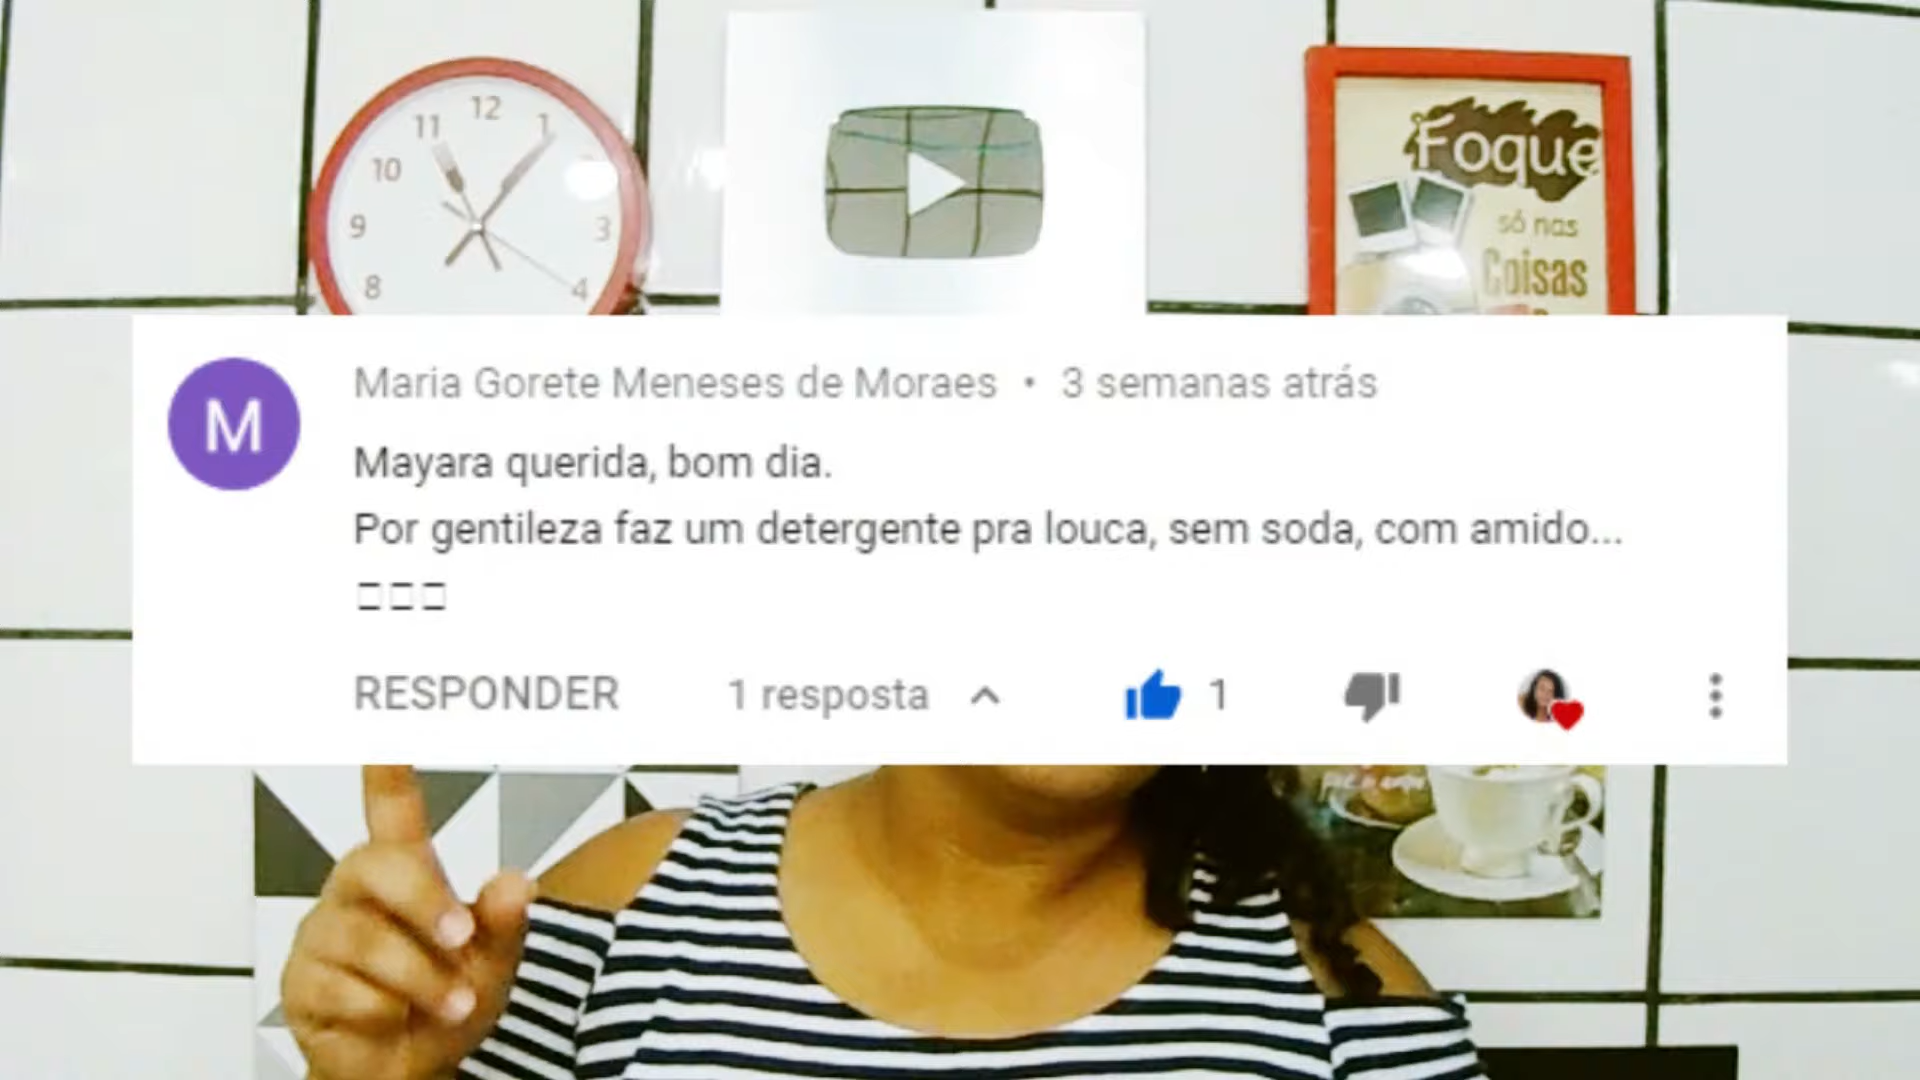 12
11
1
10
9
3
8
4
Foque
só nas
Coisas
M
Maria Gorete Meneses de Moraes • 3 semanas atrás
Mayara querida, bom dia.
Por gentileza faz um detergente pra louca, sem soda, com amido...
RESPONDER
1 resposta
1